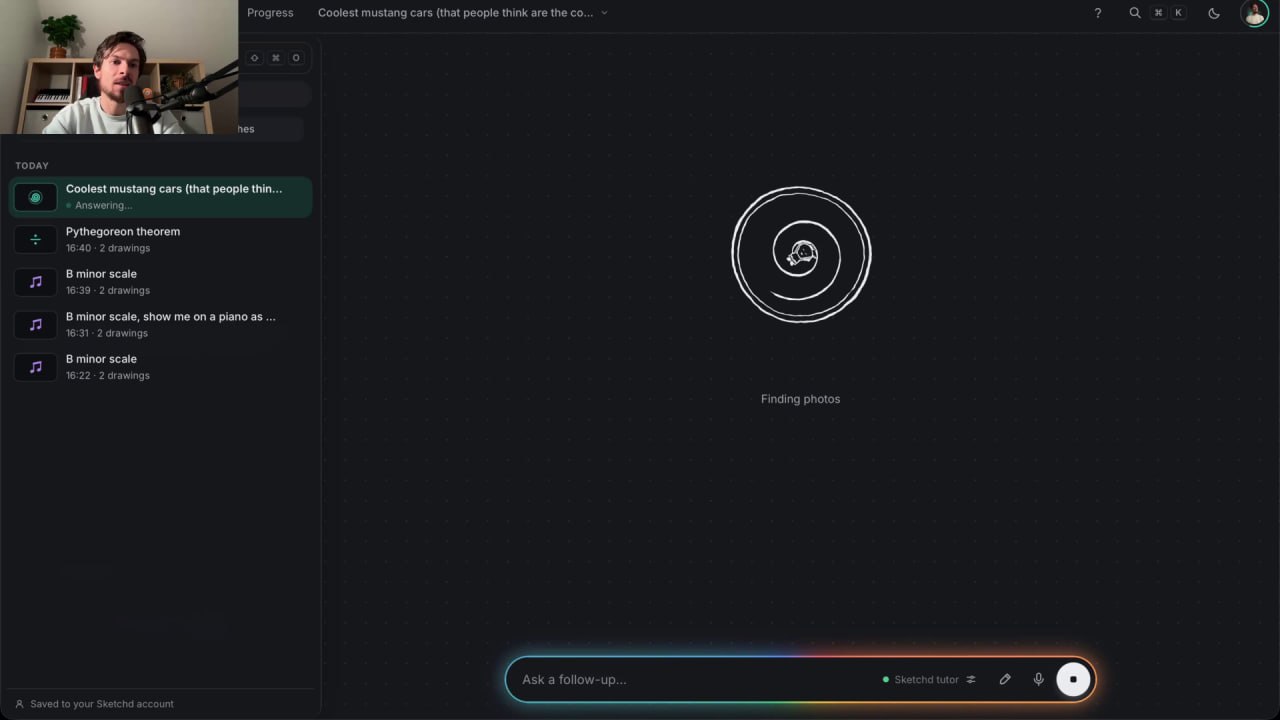 Progress
Coolest mustang cars (that people think are the co...
?
⌘ K
⌘ O
hes
TODAY
Coolest mustang cars (that people thin...
Answering...
Pythegoreon theorem
16:40 · 2 drawings
B minor scale
16:39 · 2 drawings
B minor scale, show me on a piano as ...
16:31 · 2 drawings
B minor scale
16:22 · 2 drawings
Finding photos
Ask a follow-up...
Sketchd tutor
Saved to your Sketchd account